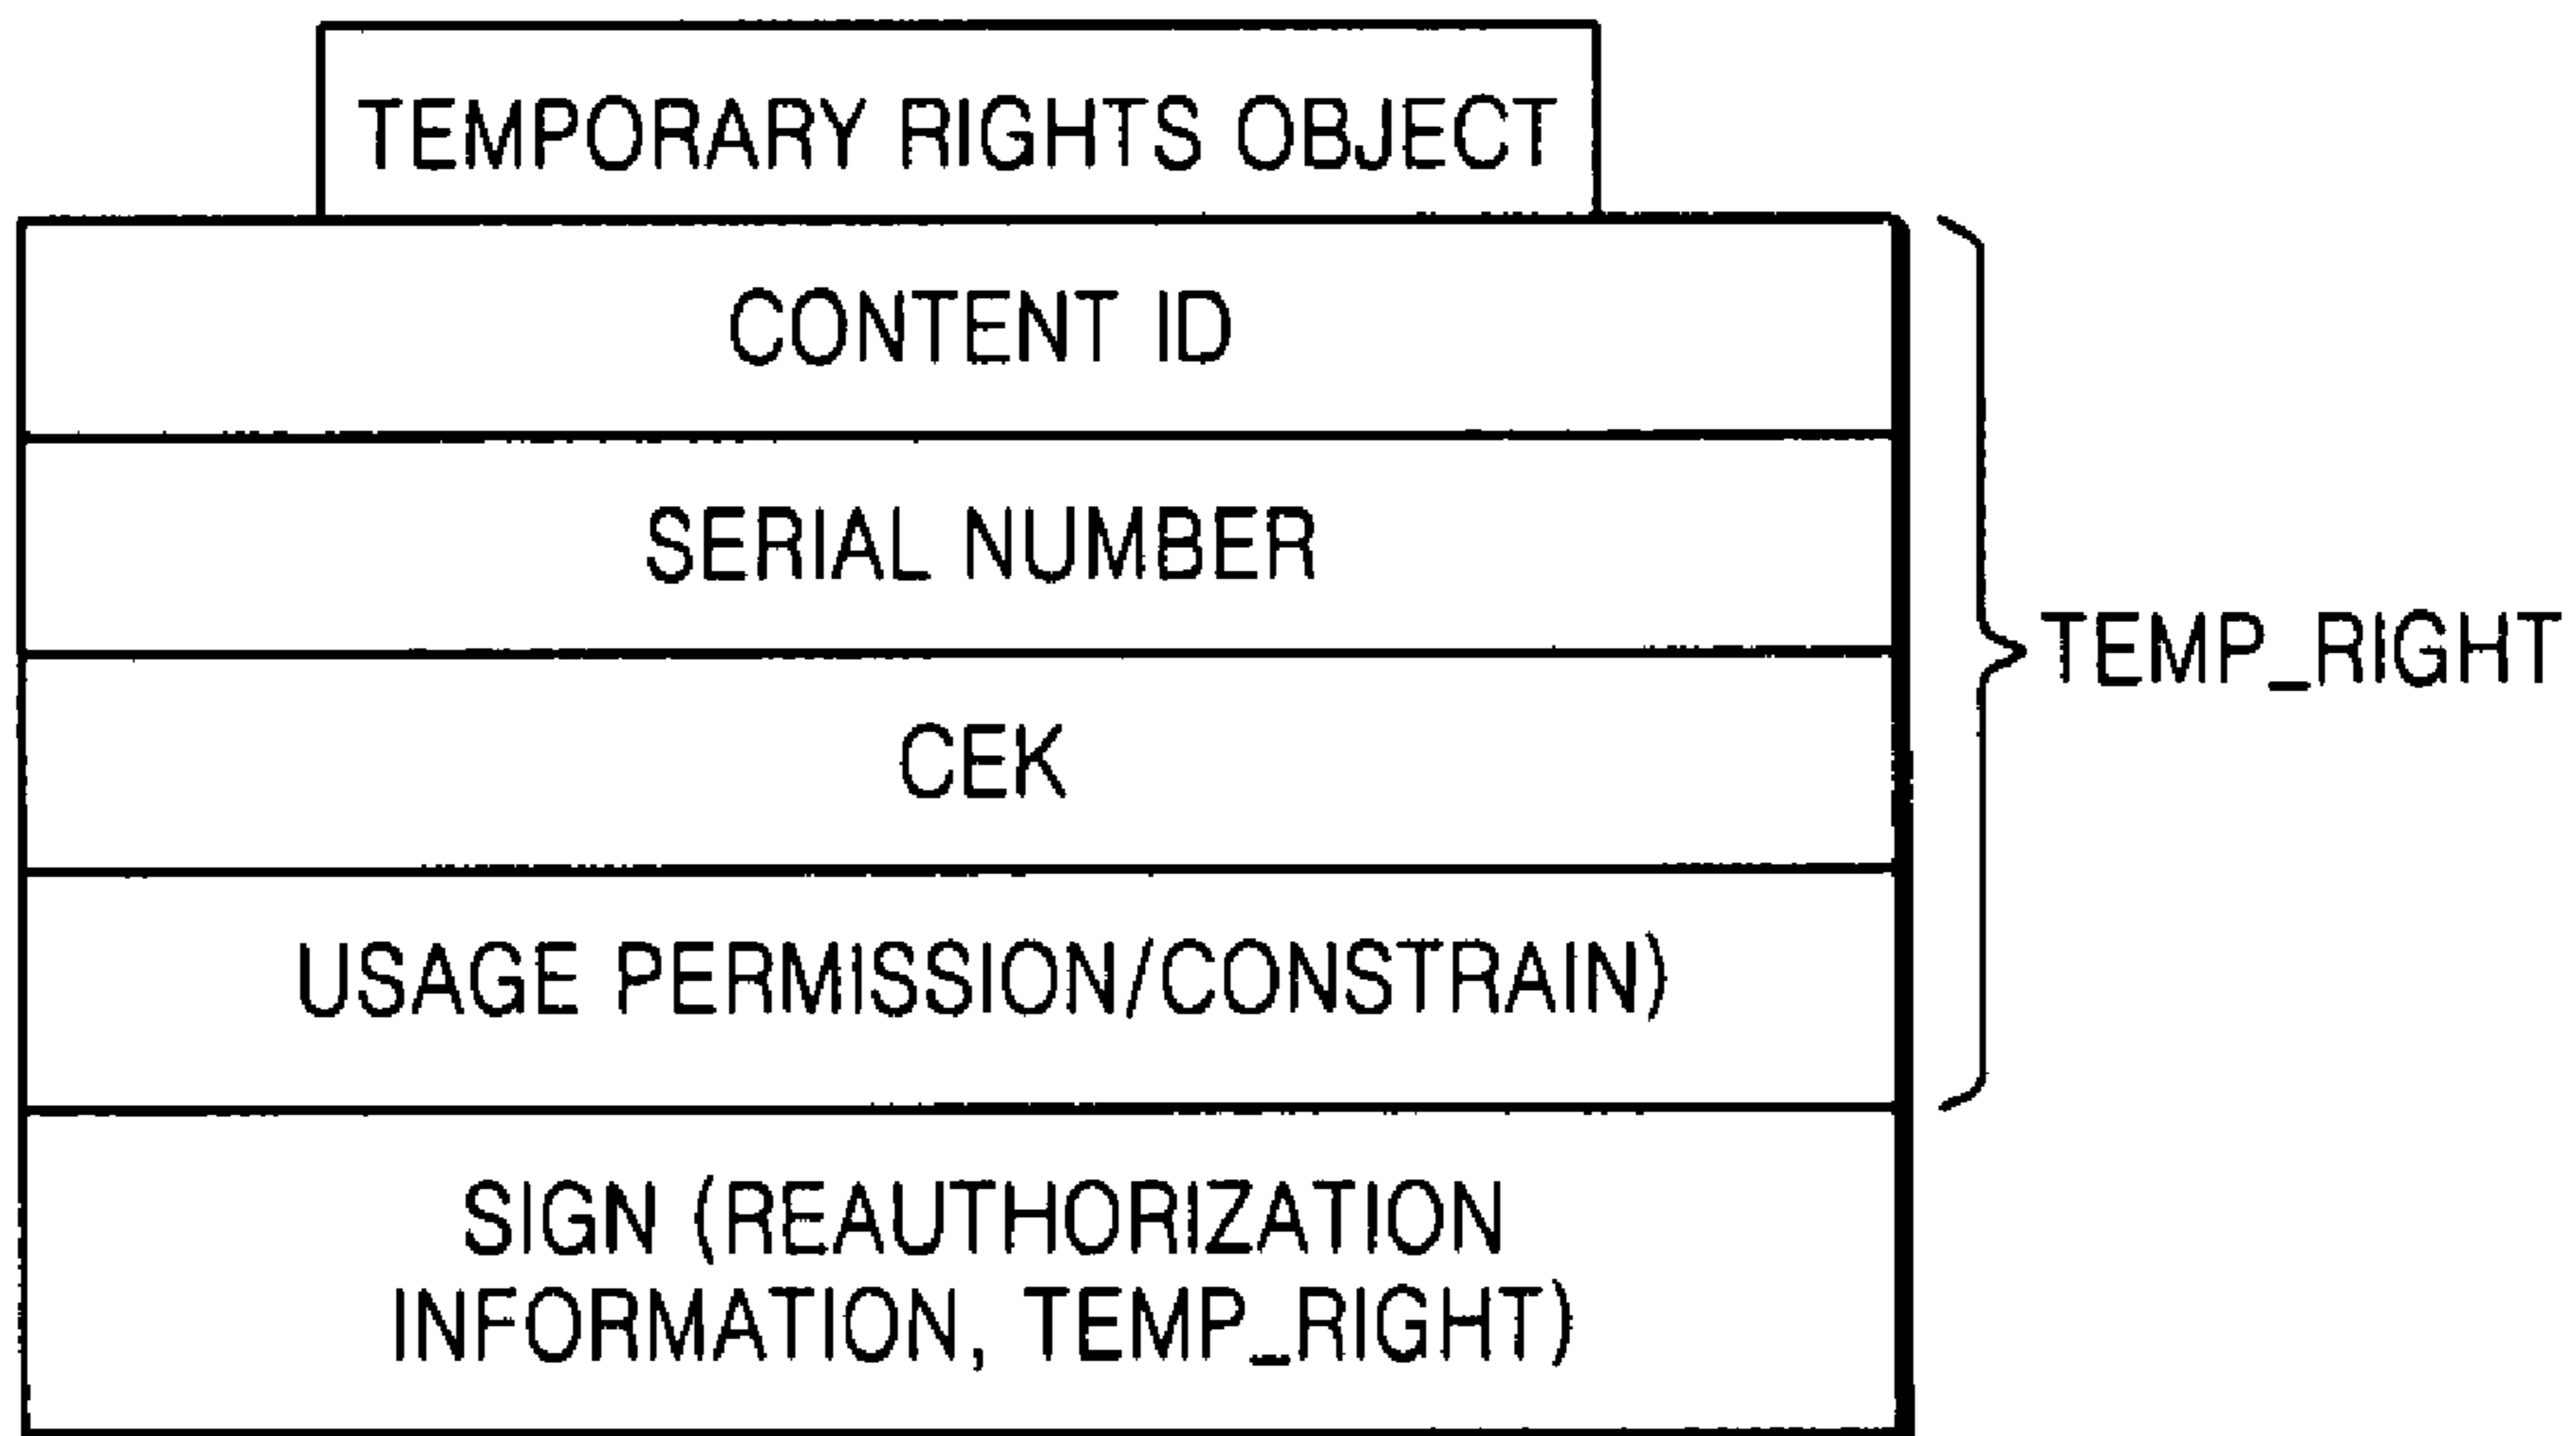 TEMPORARY RIGHTS OBJECT
CONTENT ID
SERIAL NUMBER
CEK
USAGE PERMISSION/CONSTRAIN)
TEMP_RIGHT
SIGN (REAUTHORIZATION
INFORMATION, TEMP_RIGHT)